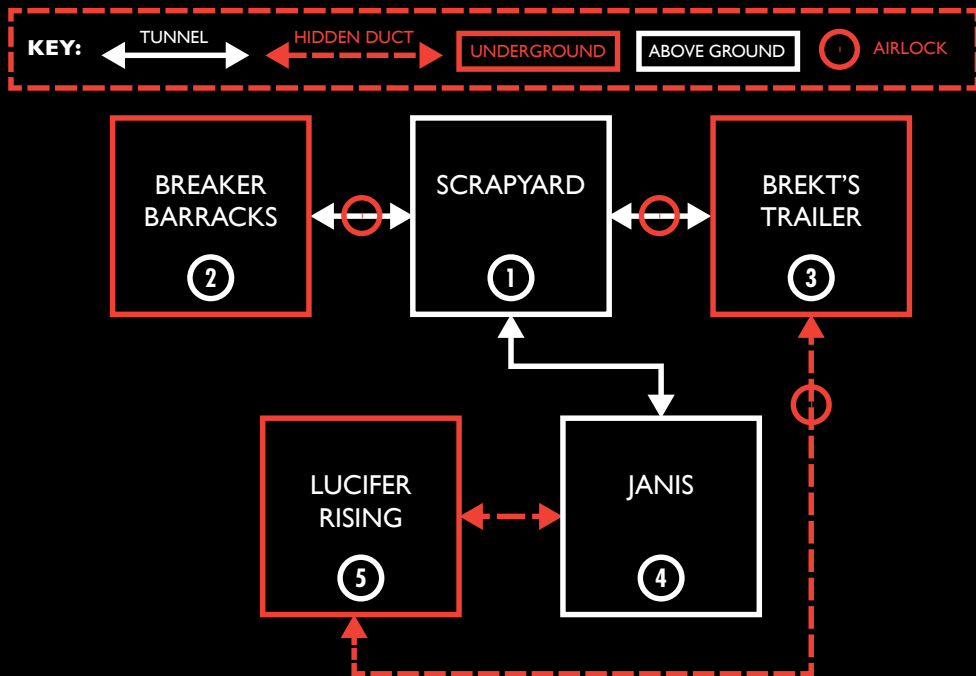 KEY:
TUNNEL
HIDDEN DUCT
UNDERGROUND
ABOVE GROUND
AIRLOCK
BREAKER
BARRACKS
2
SCRAPYARD
1
BREKT'S
TRAILER
3
LUCIFER
RISING
5
JANIS
4